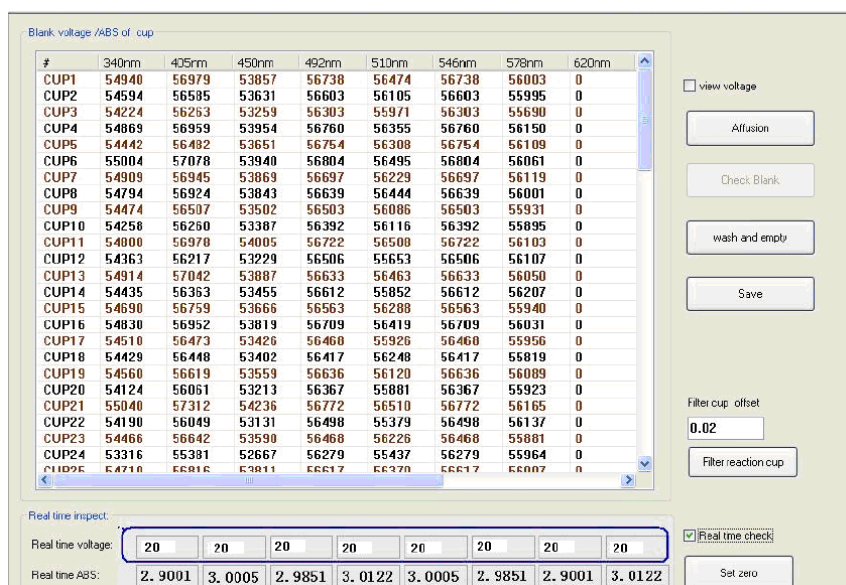 Blank voltage /ABS of cup
# 340nm 405nm 450nm 492nm 510nm 546nm 578nm 620nm
CUP1 54940 56979 53857 56738 56474 56738 56003 0
CUP2 54594 56585 53631 56603 56105 56603 55995 0
CUP3 54224 56263 53259 56303 55971 56303 55690 0
CUP4 54869 56959 53954 56760 56355 56760 56150 0
CUP5 54442 56482 53651 56754 56308 56754 56109 0
CUP6 55004 57078 53940 56804 56495 56804 56061 0
CUP7 54909 56945 53869 56697 56229 56697 56119 0
CUP8 54794 56924 53843 56639 56444 56639 56001 0
CUP9 54474 56507 53502 56503 56086 56503 55931 0
CUP10 54258 56260 53387 56392 56116 56392 55895 0
CUP11 54800 56978 54005 56722 56508 56722 56103 0
CUP12 54363 56217 53229 56506 55653 56506 56107 0
CUP13 54914 57042 53887 56633 56463 56633 56050 0
CUP14 54435 56363 53455 56612 55852 56612 56207 0
CUP15 54690 56759 53666 56563 56288 56563 55940 0
CUP16 54830 56952 53819 56709 56419 56709 56031 0
CUP17 54510 56473 53426 56460 55926 56460 55956 0
CUP18 54429 56448 53402 56417 56248 56417 55819 0
CUP19 54560 56619 53559 56636 56120 56636 56089 0
CUP20 54124 56061 53213 56367 55881 56367 55923 0
CUP21 55040 57312 54236 56772 56510 56772 56165 0
CUP22 54190 56049 53131 56498 55379 56498 56137 0
CUP23 54466 56642 53590 56468 56226 56468 55881 0
CUP24 53316 55381 52667 56279 55437 56279 55964 0
CUP25 54710 56816 53811 56617 56370 56617 56007 0
view voltage
Affusion
Check Blank
wash and empty
Save
Filter cup offset
0.02
Filter reaction cup
Real time inspect:
Real time voltage: 20 20 20 20 20 20 20 20
Real time check
Real time ABS: 2.9001 3.0005 2.9851 3.0122 3.0005 2.9851 2.9001 3.0122
Set zero